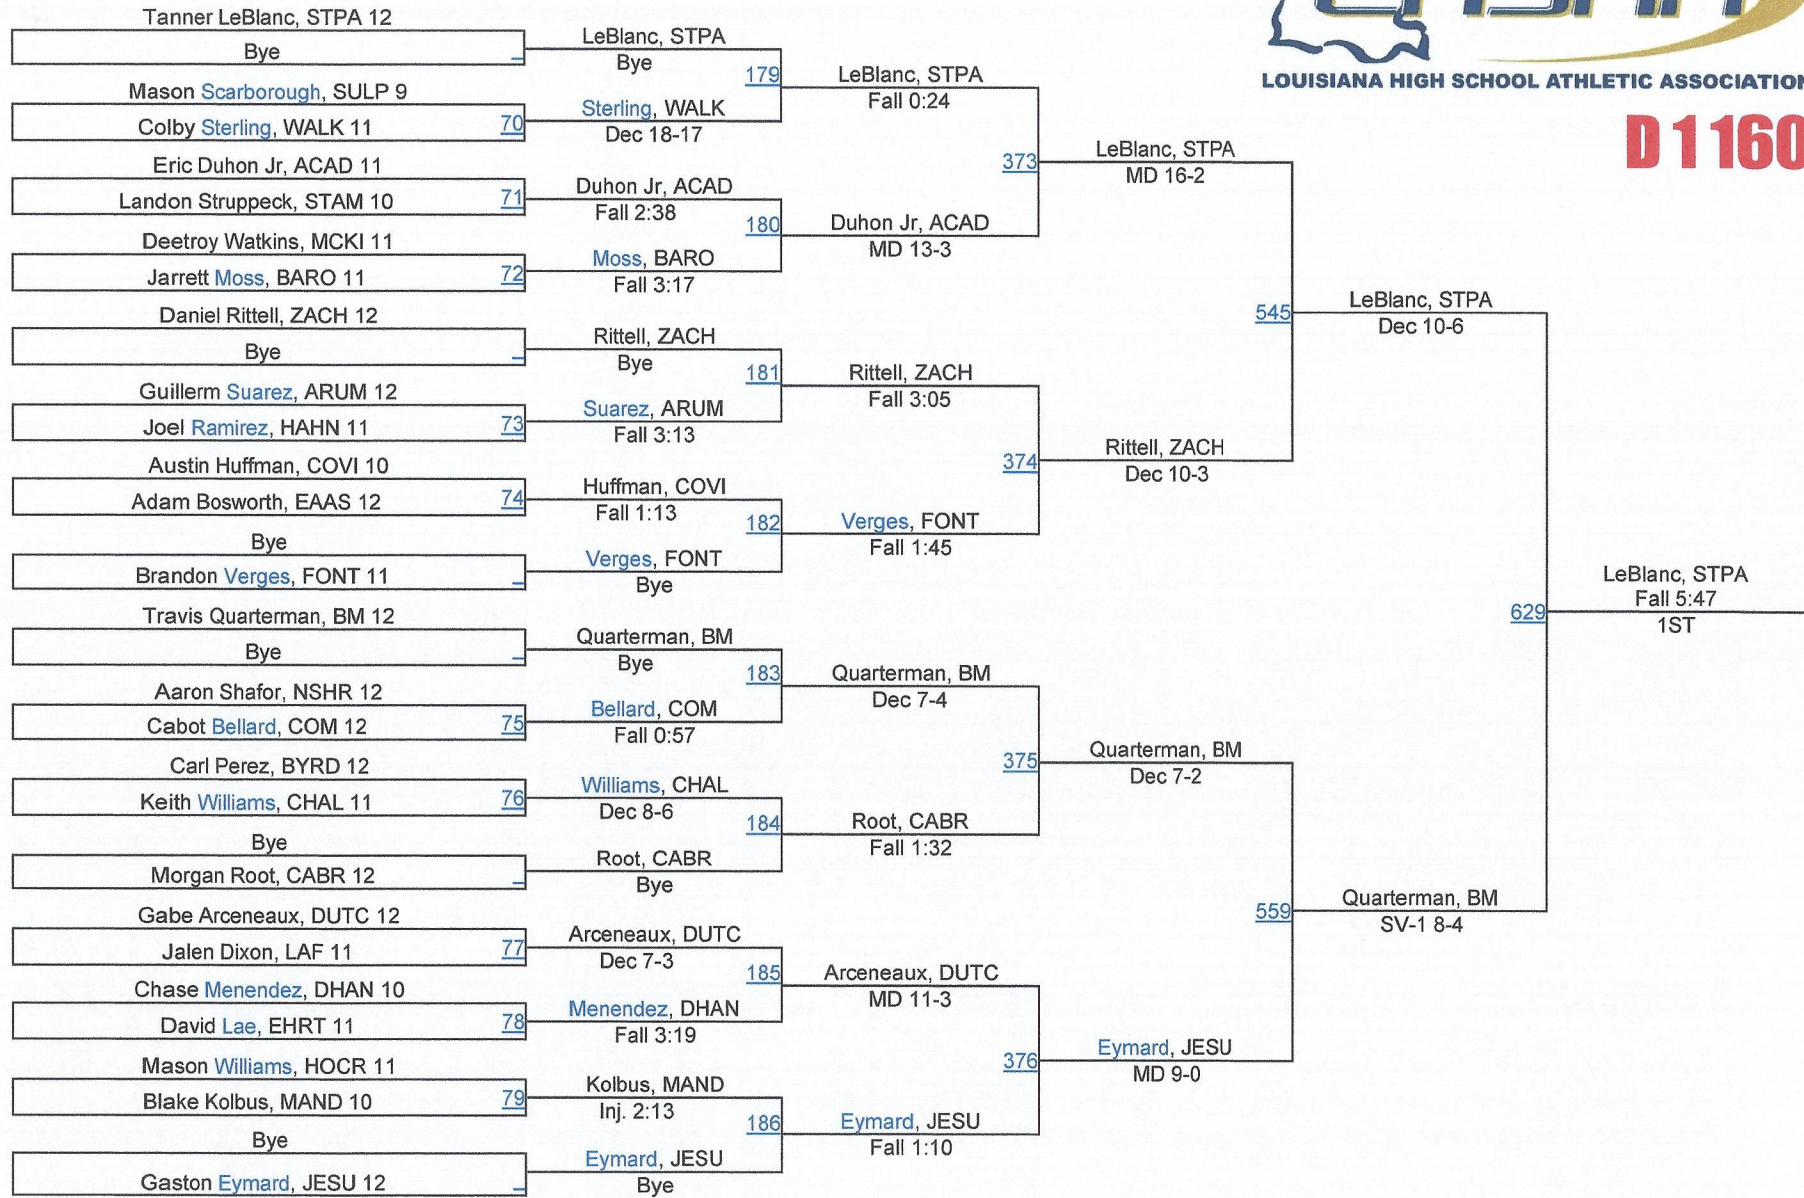 LOUISIANA HIGH SCHOOL ATHLETIC ASSOCIATION
D 1 160
Tanner LeBlanc, STPA 12
Bye
Mason Scarborough, SULP 9
Colby Sterling, WALK 11
70
Eric Duhon Jr, ACAD 11
Landon Struppeck, STAM 10
71
Deetroy Watkins, MCKI 11
Jarrett Moss, BARO 11
72
Daniel Rittell, ZACH 12
Bye
Guillerm Suarez, ARUM 12
Joel Ramirez, HAHN 11
73
Austin Huffman, COVI 10
Adam Bosworth, EAAS 12
74
Bye
Brandon Verges, FONT 11
Travis Quarterman, BM 12
Bye
Aaron Shafor, NSHR 12
Cabot Bellard, COM 12
75
Carl Perez, BYRD 12
Keith Williams, CHAL 11
76
Bye
Morgan Root, CABR 12
Gabe Arceneaux, DUTC 12
Jalen Dixon, LAF 11
77
Chase Menendez, DHAN 10
David Lae, EHRT 11
78
Mason Williams, HOCR 11
Blake Kolbus, MAND 10
79
Bye
Gaston Eymard, JESU 12
LeBlanc, STPA
Bye
179
Sterling, WALK
Dec 18-17
Duhon Jr, ACAD
Fall 2:38
180
Moss, BARO
Fall 3:17
Rittell, ZACH
Bye
181
Suarez, ARUM
Fall 3:13
Huffman, COVI
Fall 1:13
182
Verges, FONT
Bye
Quarterman, BM
Bye
183
Bellard, COM
Fall 0:57
Williams, CHAL
Dec 8-6
184
Root, CABR
Bye
Arceneaux, DUTC
Dec 7-3
185
Menendez, DHAN
Fall 3:19
Kolbus, MAND
Inj. 2:13
186
Eymard, JESU
Bye
LeBlanc, STPA
Fall 0:24
373
Duhon Jr, ACAD
MD 13-3
Rittell, ZACH
Fall 3:05
374
Verges, FONT
Fall 1:45
Quarterman, BM
Dec 7-4
375
Root, CABR
Fall 1:32
Arceneaux, DUTC
MD 11-3
376
Eymard, JESU
Fall 1:10
LeBlanc, STPA
MD 16-2
545
Rittell, ZACH
Dec 10-3
Quarterman, BM
Dec 7-2
559
Eymard, JESU
MD 9-0
LeBlanc, STPA
Dec 10-6
629
Quarterman, BM
SV-1 8-4
LeBlanc, STPA
Fall 5:47
1ST